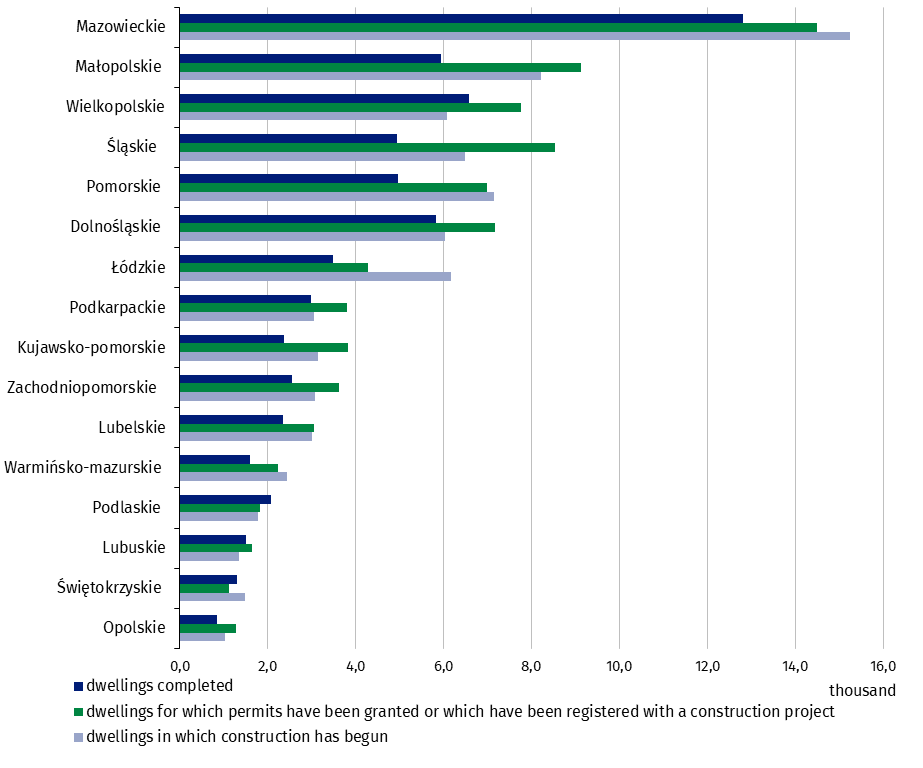 Mazowieckie
Małopolskie
Wielkopolskie
Śląskie
Pomorskie
Dolnośląskie
Łódzkie
Podkarpackie
Kujawsko-pomorskie
Zachodniopomorskie
Lubelskie
Warmińsko-mazurskie
Podlaskie
Lubuskie
Świętokrzyskie
Opolskie
0,0 2,0 4,0 6,0 8,0 10,0 12,0 14,0 16,0
thousand
dwellings completed
dwellings for which permits have been granted or which have been registered with a construction project
dwellings in which construction has begun